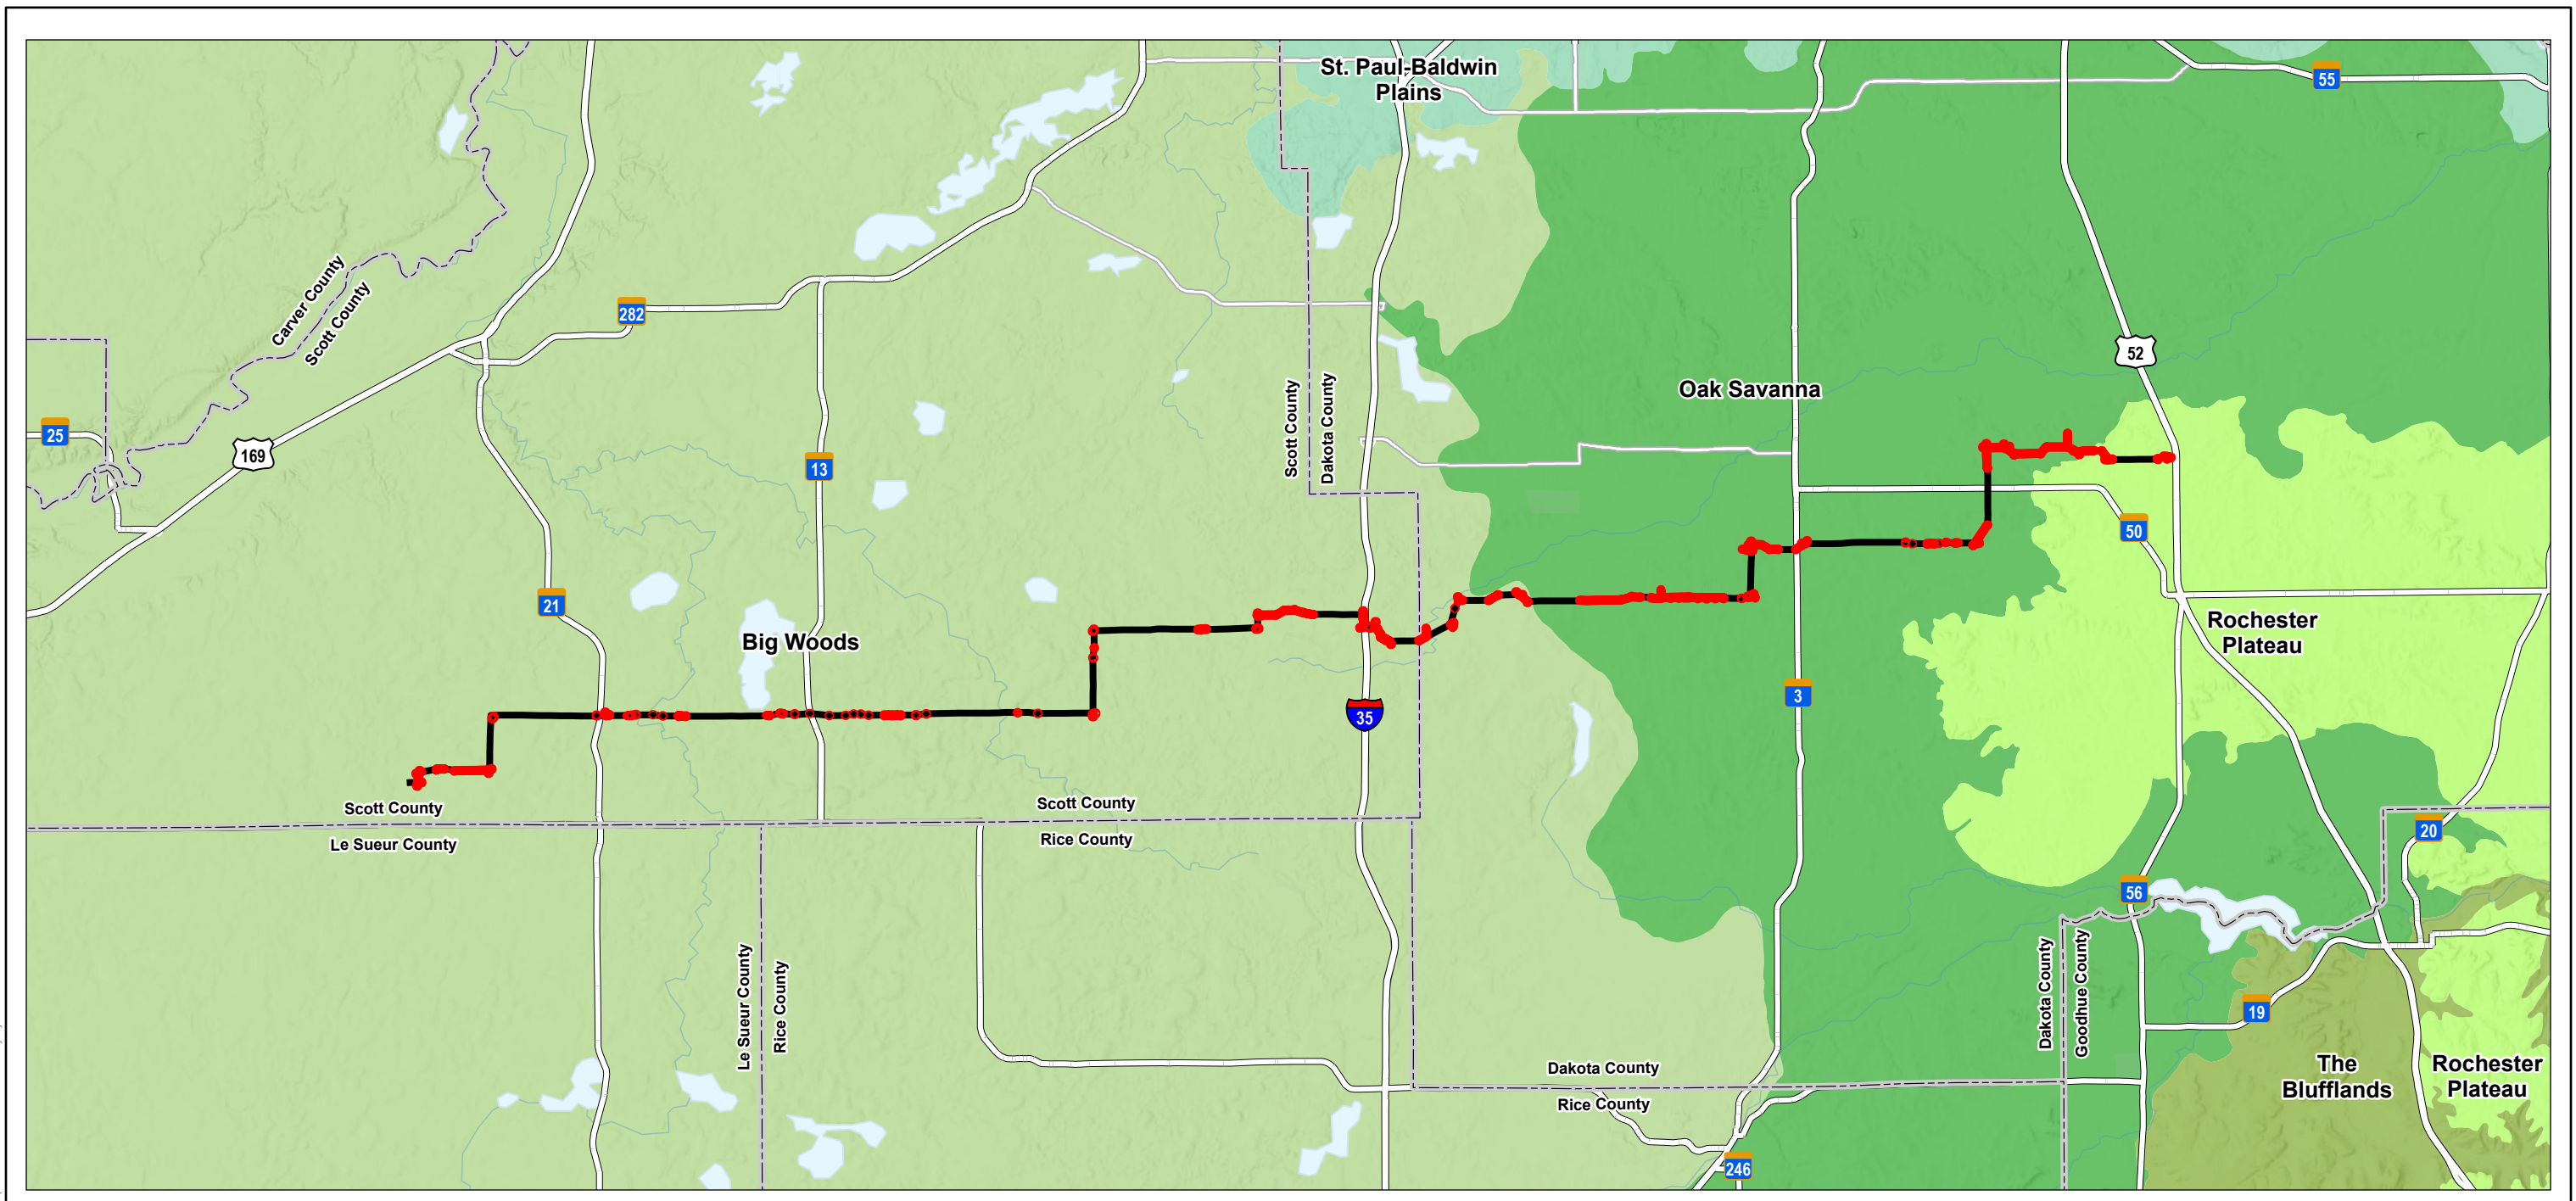 St. Paul-Baldwin
Plains
55
Carver County
Scott County
282
52
Scott County
Dakota County
Oak Savanna
25
169
13
50
21
Big Woods
Rochester
Plateau
3
35
Scott County
Scott County
Le Sueur County
Rice County
20
56
Le Sueur County
Rice County
Dakota County
Goodhue County
19
Dakota County
Rice County
The
Blufflands
Rochester
Plateau
246